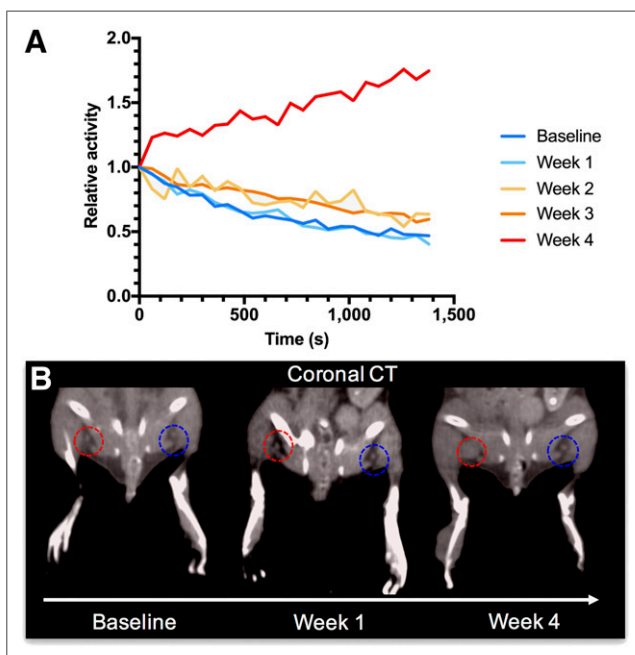 A
2.0
1.5
1.0
0.5
0.0
Relative activity
0
500
1,000
1,500
Time (s)
Baseline
Week 1
Week 2
Week 3
Week 4
B
Coronal CT
Baseline
Week 1
Week 4